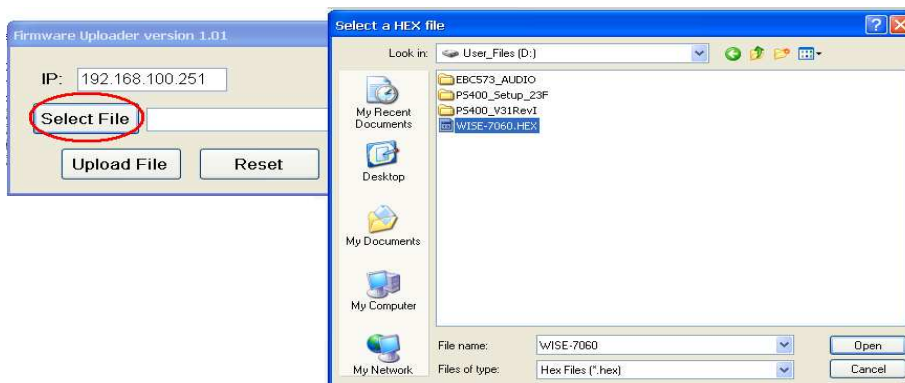 Firmware Uploader version 1.01
IP: 192.168.100.251
Select File
Upload File
Reset
Select a HEX file
Look in:
User_Files (D:)
My Recent
Documents
Desktop
My Documents
My Computer
My Network
EBC573_AUDIO
PS400_Setup_23F
PS400_V31RevI
WISE-7060.HEX
File name:
WISE-7060
Open
Files of type:
Hex Files (*.hex)
Cancel